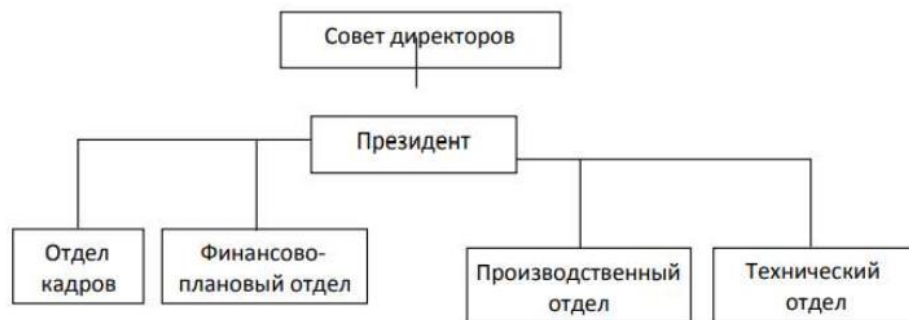 Совет директоров
Президент
Отдел
кадров
Финансово-
плановый отдел
Производственный
отдел
Технический
отдел